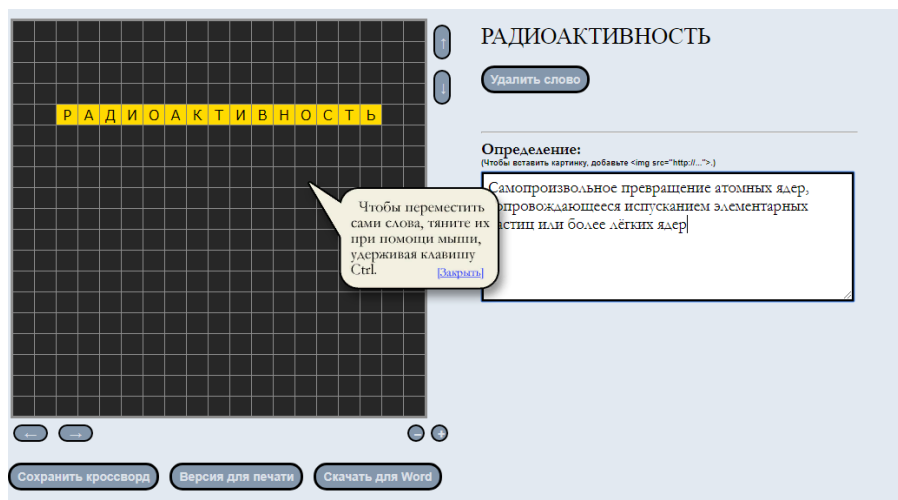 РАДИОАКТИВНОСТЬ
Удалить слово
РАДИОАКТИВНОСТЬ
Определение:
(Чтобы вставить картинку, добавьте <img src="http://...">.)
Самопроизвольное превращение атомных ядер,
опровождающееся испусканием элементарных
астиц или более лёгких ядер
Чтобы переместить
сами слова, тяните их
при помощи мыши,
удерживая клавишу
Ctrl. [Закрыть]
↑
↓
← → - +
Сохранить кроссворд Версия для печати Скачать для Word